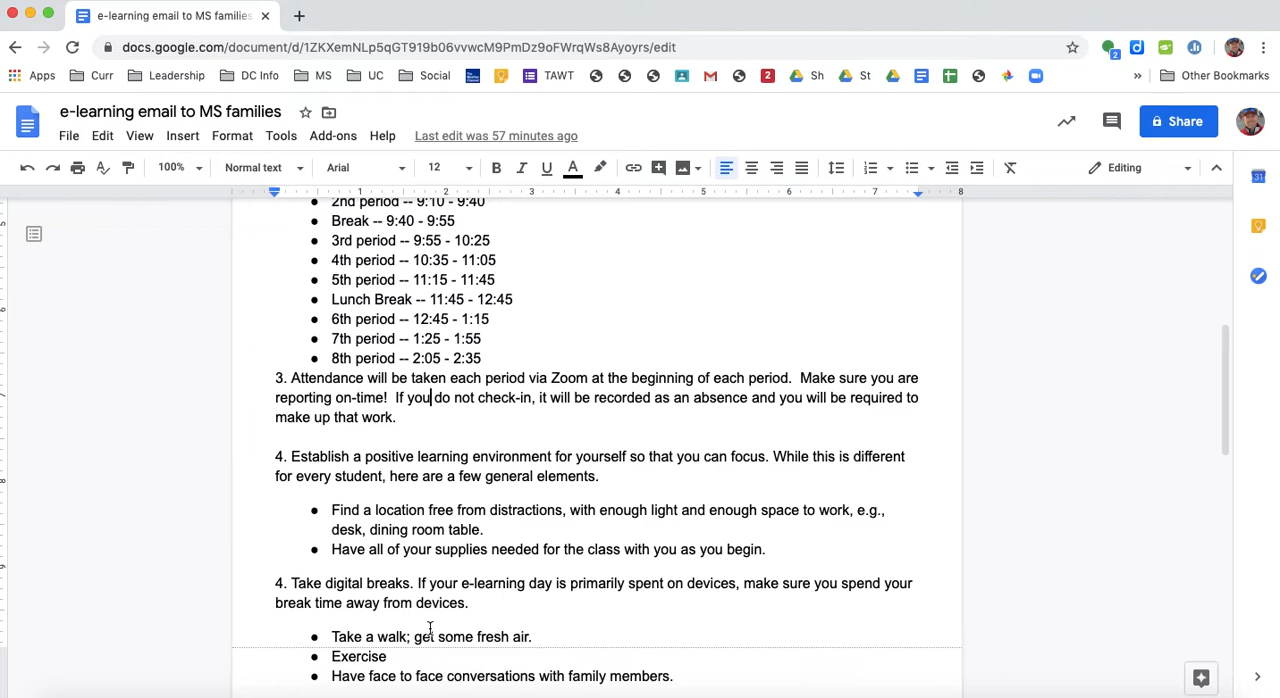 e-learning email to MS families
docs.google.com/document/d/1ZKXemNLp5qGT919b06vvwcM9PmDz9oFWrqWs8Ayoyrs/edit
2
Apps Curr Leadership DC Info MS UC Social TAWT 2 Sh St » Other Bookmarks
e-learning email to MS families
File Edit View Insert Format Tools Add-ons Help Last edit was 57 minutes ago
Share
100% Normal text Arial 12 B I U A Editing
1 2 3 4 5 6 7 8
31
2nd period -- 9:10 - 9:40
● Break -- 9:40 - 9:55
● 3rd period -- 9:55 - 10:25
● 4th period -- 10:35 - 11:05
● 5th period -- 11:15 - 11:45
● Lunch Break -- 11:45 - 12:45
● 6th period -- 12:45 - 1:15
● 7th period -- 1:25 - 1:55
● 8th period -- 2:05 - 2:35
3. Attendance will be taken each period via Zoom at the beginning of each period. Make sure you are
reporting on-time! If you do not check-in, it will be recorded as an absence and you will be required to
make up that work.
4. Establish a positive learning environment for yourself so that you can focus. While this is different
for every student, here are a few general elements.
● Find a location free from distractions, with enough light and enough space to work, e.g.,
desk, dining room table.
● Have all of your supplies needed for the class with you as you begin.
4. Take digital breaks. If your e-learning day is primarily spent on devices, make sure you spend your
break time away from devices.
● Take a walk; get some fresh air.
● Exercise
● Have face to face conversations with family members.